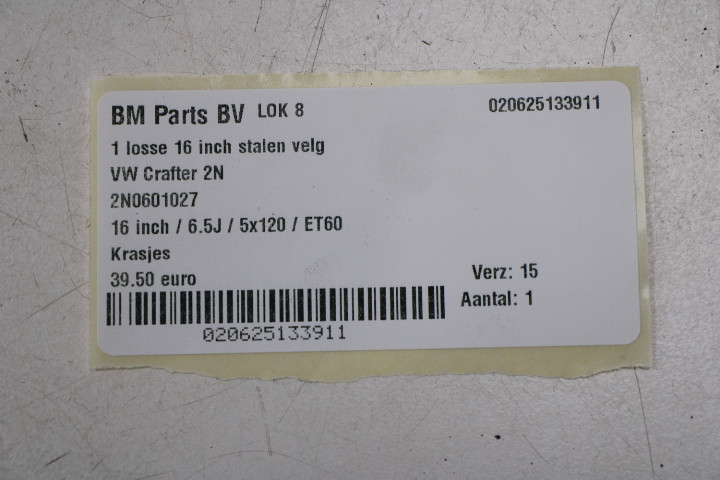 BM Parts BV LOK 8 020625133911
1 losse 16 inch stalen velg
VW Crafter 2N
2N0601027
16 inch / 6.5J / 5x120 / ET60
Krasjes
39.50 euro Verz: 15
Aantal: 1
020625133911